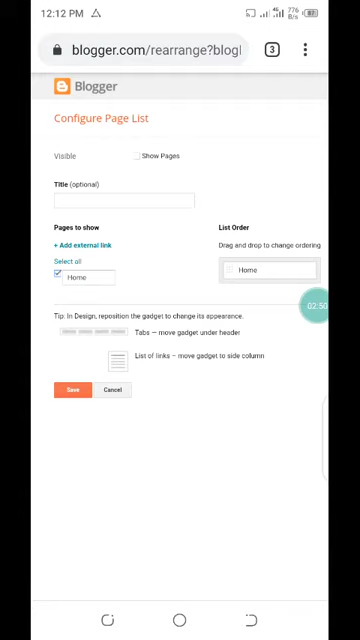 12:12 PM
4G 776 B/s 87
blogger.com/rearrange?blogI
3
Blogger
Configure Page List
Visible Show Pages
Title (optional)
Pages to show List Order
+ Add external link Drag and drop to change ordering
Select all
Home Home
02:50
Tip: In Design, reposition the gadget to change its appearance.
Tabs — move gadget under header
List of links – move gadget to side column
Save Cancel